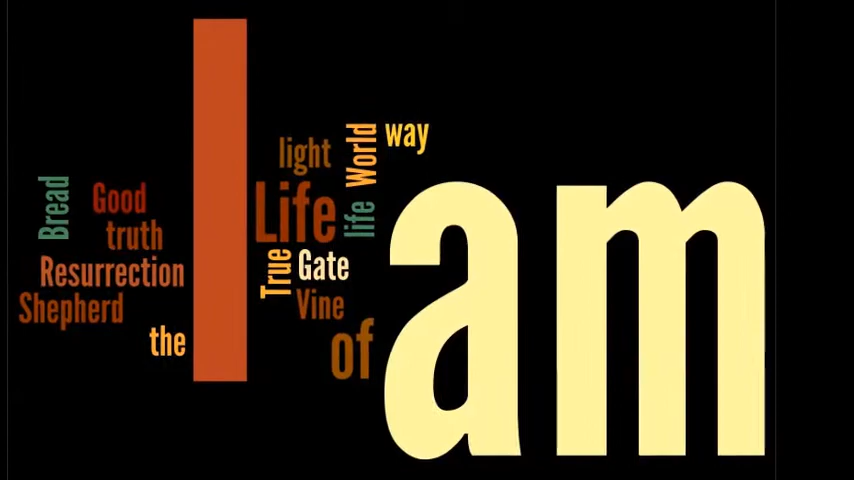 I am
way
World
light
Bread
Good
Life
life
truth
True
Gate
Resurrection
Shepherd
Vine
the
of